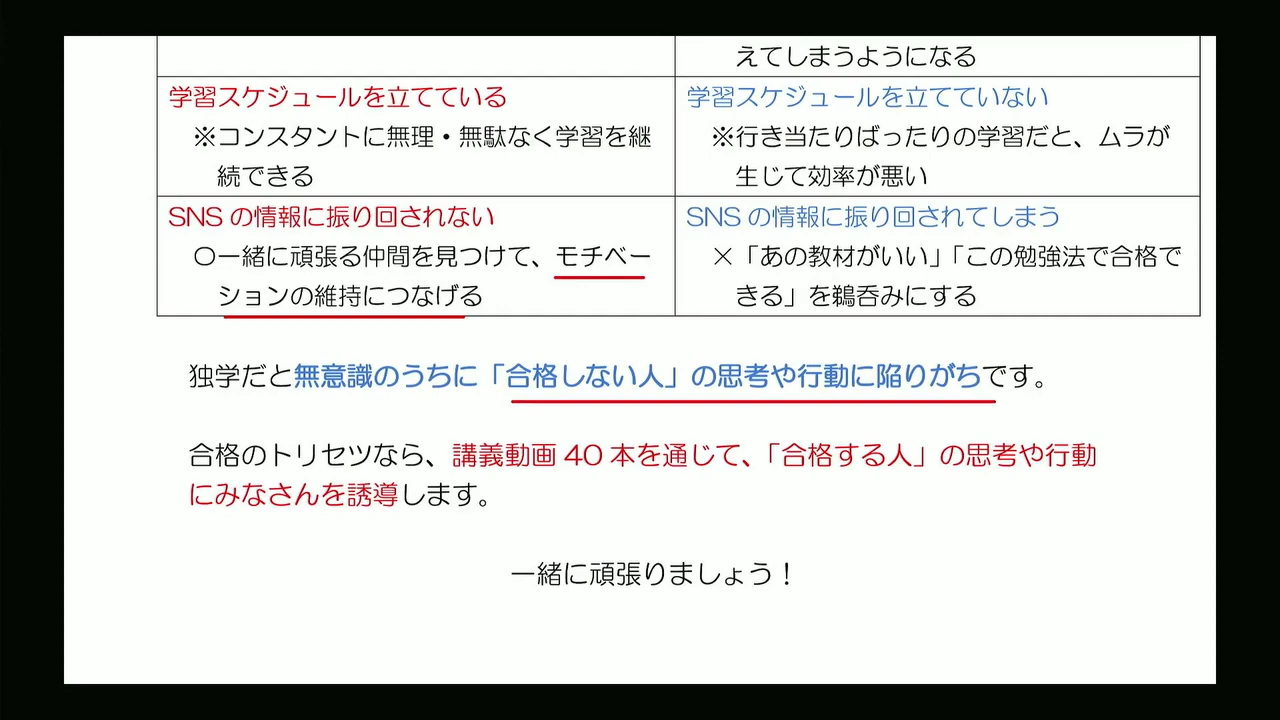 えてしまうようになる
学習スケジュールを立てている
※コンスタントに無理・無駄なく学習を継
続できる
学習スケジュールを立てていない
※行き当たりばったりの学習だと、ムラが
生じて効率が悪い
SNS の情報に振り回されない
〇一緒に頑張る仲間を見つけて、モチベー
ションの維持につなげる
SNS の情報に振り回されてしまう
×「あの教材がいい」「この勉強法で合格で
きる」を鵜呑みにする
独学だと無意識のうちに「合格しない人」の思考や行動に陥りがちです。
合格のトリセツなら、講義動画 40 本を通じて、「合格する人」の思考や行動
にみなさんを誘導します。
一緒に頑張りましょう！